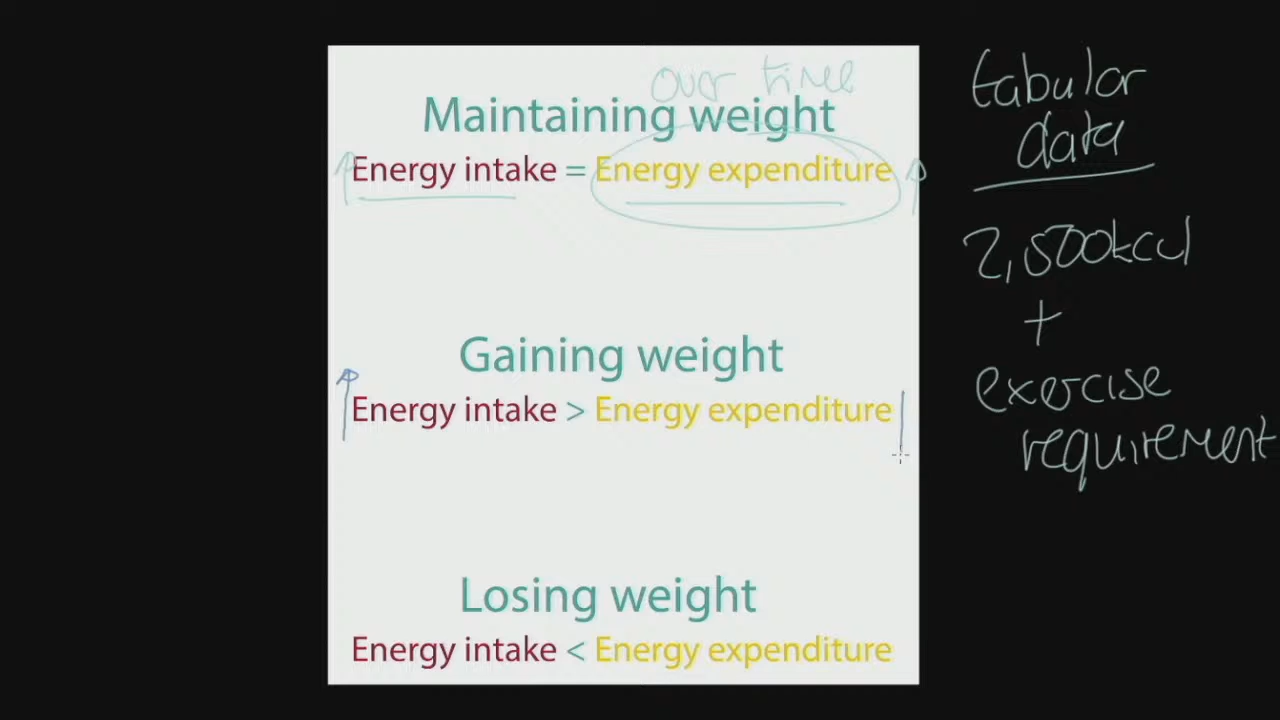 over time
Maintaining weight
Energy intake = Energy expenditure
Gaining weight
Energy intake > Energy expenditure
Losing weight
Energy intake < Energy expenditure
tabular
data
2,500kcal
+
exercise
requirement